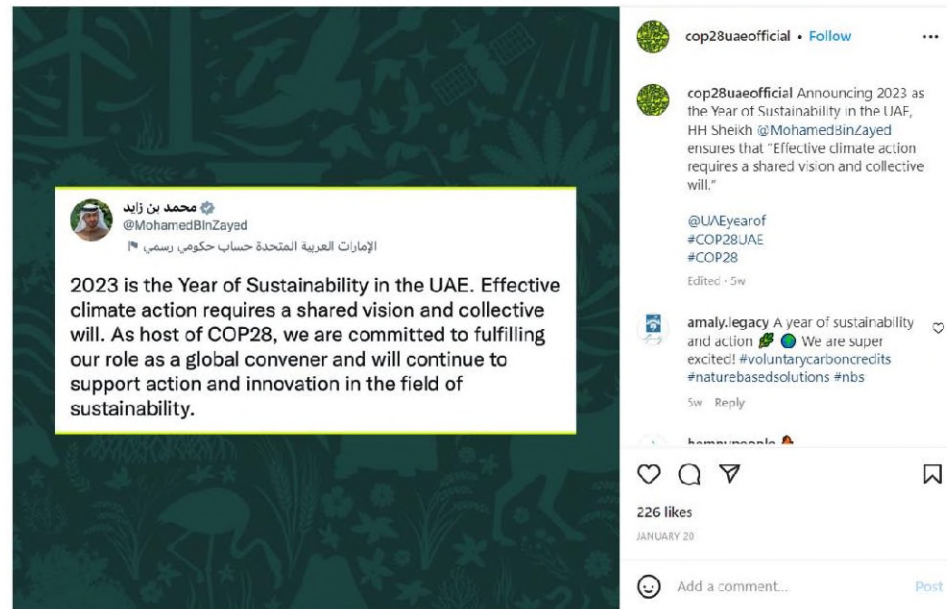 محمد بن زايد
@MohamedBinZayed
الإمارات العربية المتحدة حساب حكومي رسمي
2023 is the Year of Sustainability in the UAE. Effective
climate action requires a shared vision and collective
will. As host of COP28, we are committed to fulfilling
our role as a global convener and will continue to
support action and innovation in the field of
sustainability.
cop28uaeofficial • Follow
cop28uaeofficial Announcing 2023 as
the Year of Sustainability in the UAE,
HH Sheikh @MohamedBinZayed
ensures that "Effective climate action
requires a shared vision and collective
will."
@UAEyearof
#COP28UAE
#COP28
Edited · 5w
amaly.legacy A year of sustainability
and action 🌿 🌍 We are super
excited! #voluntarycarboncredits
#naturebasedsolutions #nbs
5w Reply
226 likes
JANUARY 20
Add a comment...
Post